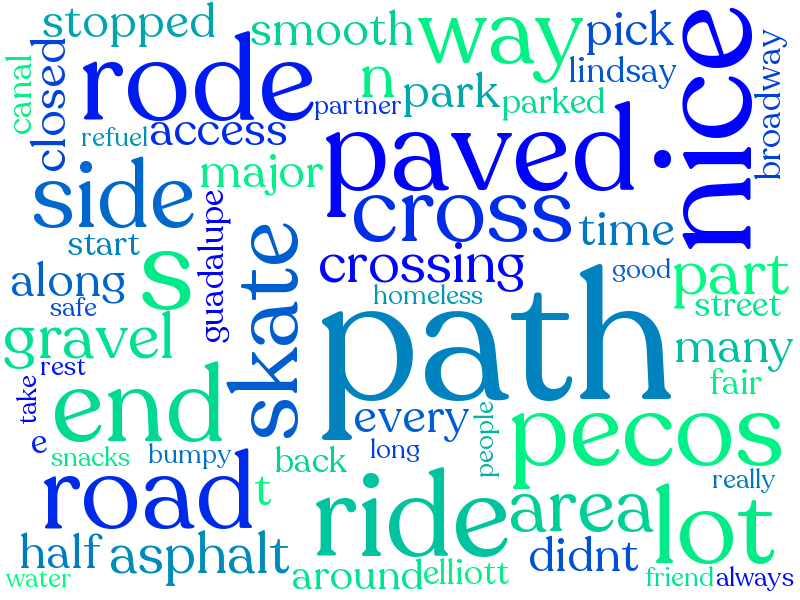 stopped
smooth
way
pick
nice
rode
n
lindsay
canal
closed
partner
park
parked
broadway
refuel
access
paved
major
side
cross
time
guadalupe
skate
start
s
crossing
good
part
along
homeless
street
safe
path
gravel
many
rest
fair
take
end
every
people
pecos
e
long
snacks
bumpy
back
really
road
t
ride
area
lot
half
asphalt
didnt
water
around
elliott
friend
always